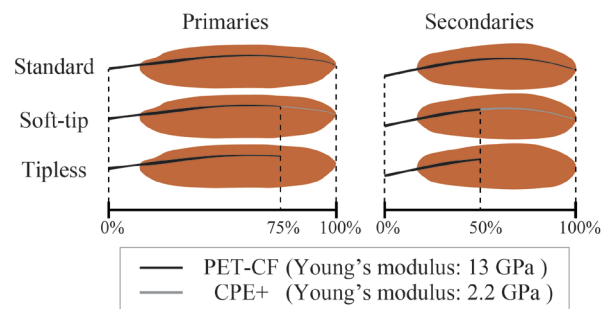 Primaries Secondaries
Standard
Soft-tip
Tipless
0% 75% 100% 0% 50% 100%
PET-CF (Young’s modulus: 13 GPa )
CPE+ (Young’s modulus: 2.2 GPa )